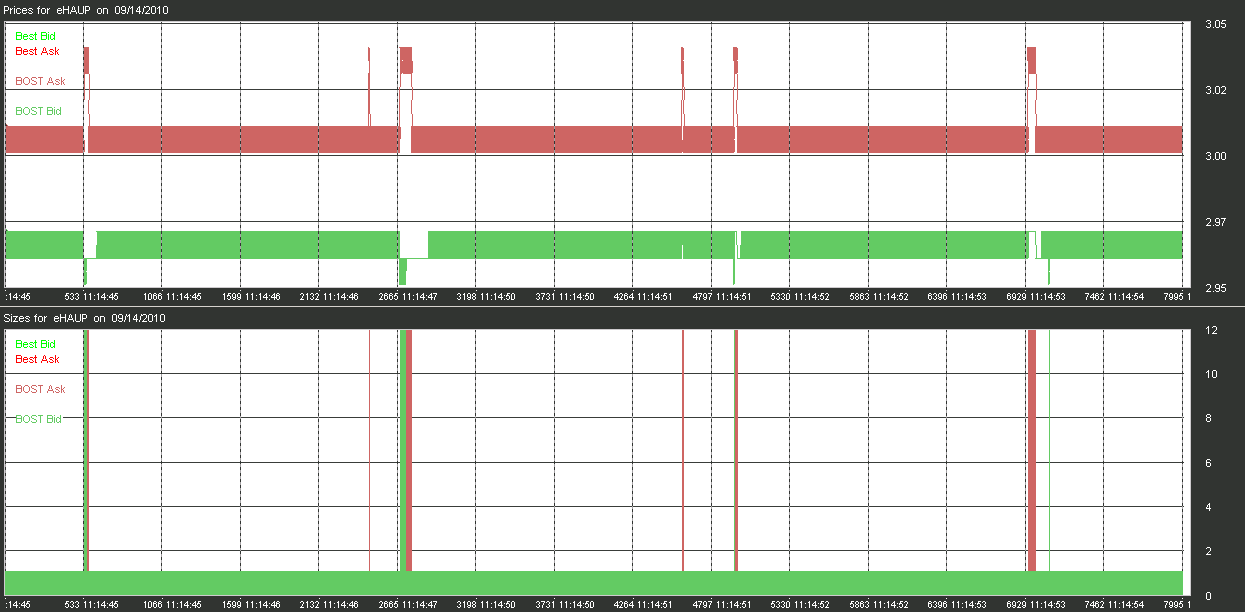 Prices for eHAUP on 09/14/2010
Best Bid
Best Ask
BOST Ask
BOST Bid
3.05
3.02
3.00
2.97
2.95
:14:45 533 11:14:45 1066 11:14:45 1599 11:14:46 2132 11:14:46 2665 11:14:47 3198 11:14:50 3731 11:14:50 4264 11:14:51 4797 11:14:51 5330 11:14:52 5863 11:14:52 6396 11:14:53 6929 11:14:53 7462 11:14:54 7995 1
Sizes for eHAUP on 09/14/2010
Best Bid
Best Ask
BOST Ask
BOST Bid
12
10
8
6
4
2
0
:14:45 533 11:14:45 1066 11:14:45 1599 11:14:46 2132 11:14:46 2665 11:14:47 3198 11:14:50 3731 11:14:50 4264 11:14:51 4797 11:14:51 5330 11:14:52 5863 11:14:52 6396 11:14:53 6929 11:14:53 7462 11:14:54 7995 1